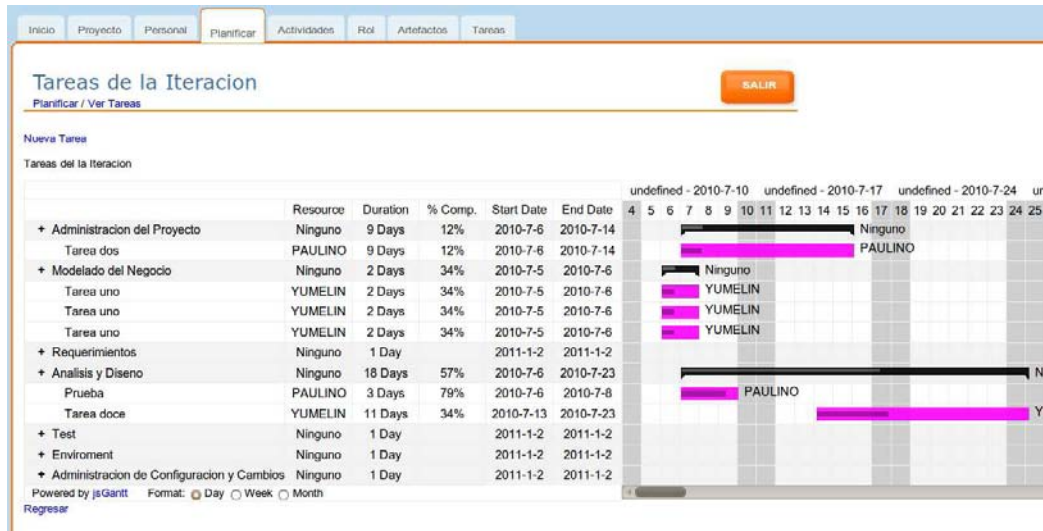 Inicio Proyecto Personal Planificar Actividades Rol Artefactos Tareas
Tareas de la Iteracion
SALIR
Planificar / Ver Tareas
Nueva Tarea
Tareas del la Iteracion
undefined - 2010-7-10 undefined - 2010-7-17 undefined - 2010-7-24 un
Resource Duration % Comp. Start Date End Date 4 5 6 7 8 9 10 11 12 13 14 15 16 17 18 19 20 21 22 23 24 25
+ Administracion del Proyecto Ninguno 9 Days 12% 2010-7-6 2010-7-14 Ninguno
Tarea dos PAULINO 9 Days 12% 2010-7-6 2010-7-14 PAULINO
+ Modelado del Negocio Ninguno 2 Days 34% 2010-7-5 2010-7-6 Ninguno
Tarea uno YUMELIN 2 Days 34% 2010-7-5 2010-7-6 YUMELIN
Tarea uno YUMELIN 2 Days 34% 2010-7-5 2010-7-6 YUMELIN
Tarea uno YUMELIN 2 Days 34% 2010-7-5 2010-7-6 YUMELIN
+ Requerimientos Ninguno 1 Day 2011-1-2 2011-1-2
+ Analisis y Diseno Ninguno 18 Days 57% 2010-7-6 2010-7-23 N
Prueba PAULINO 3 Days 79% 2010-7-6 2010-7-8 PAULINO
Tarea doce YUMELIN 11 Days 34% 2010-7-13 2010-7-23 Y
+ Test Ninguno 1 Day 2011-1-2 2011-1-2
+ Enviroment Ninguno 1 Day 2011-1-2 2011-1-2
+ Administracion de Configuracion y Cambios Ninguno 1 Day 2011-1-2 2011-1-2
Powered by jsGantt Format: Day Week Month
Regresar